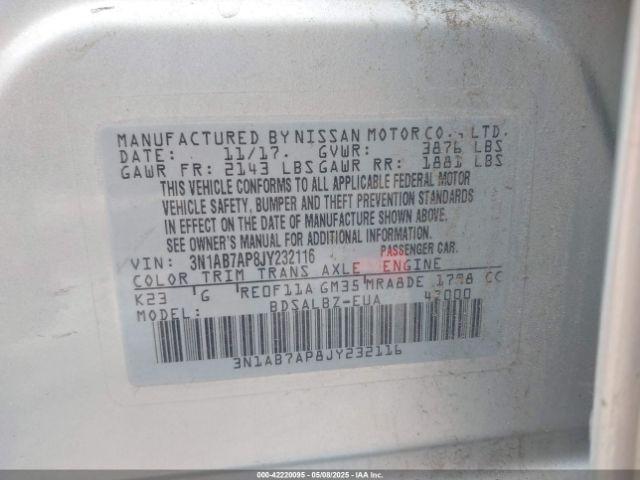 MANUFACTURED BY NISSAN MOTOR CO., LTD.
DATE: 11/17. GVWR: 3876 LBS
GAWR FR: 2143 LBS GAWR RR: 1881 LBS
THIS VEHICLE CONFORMS TO ALL APPLICABLE FEDERAL MOTOR
VEHICLE SAFETY, BUMPER AND THEFT PREVENTION STANDARDS
IN EFFECT ON THE DATE OF MANUFACTURE SHOWN ABOVE.
SEE OWNER'S MANUAL FOR ADDITIONAL INFORMATION.
VIN: 3N1AB7AP8JY232116 PASSENGER CAR.
COLOR TRIM TRANS AXLE ENGINE
K23 G RE0F11A GM35 MRA8DE 1798 CC
MODEL: BDSALBZ-EUA 42000
3N1AB7AP8JY232116
000-42220095 - 05/08/2025 - IAAI.COM